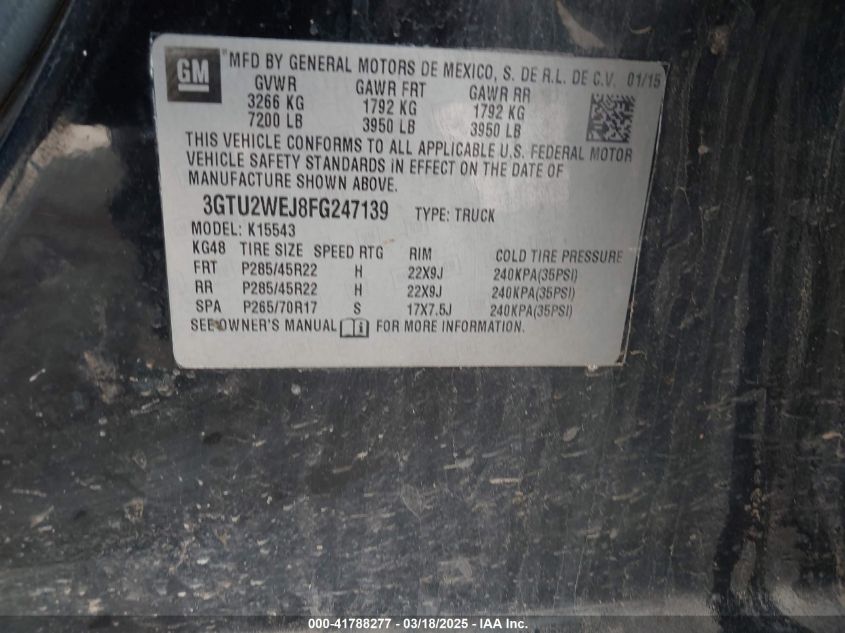 GM ® MFD BY GENERAL MOTORS DE MEXICO, S. DE R.L. DE C.V. 01/15
GVWR GAWR FRT GAWR RR
3266 KG 1792 KG 1792 KG
7200 LB 3950 LB 3950 LB
THIS VEHICLE CONFORMS TO ALL APPLICABLE U.S. FEDERAL MOTOR
VEHICLE SAFETY STANDARDS IN EFFECT ON THE DATE OF
MANUFACTURE SHOWN ABOVE.
3GTU2WEJ8FG247139 TYPE: TRUCK
MODEL: K15543
KG48 TIRE SIZE SPEED RTG RIM COLD TIRE PRESSURE
FRT P285/45R22 H 22X9J 240KPA(35PSI)
RR P285/45R22 H 22X9J 240KPA(35PSI)
SPA P265/70R17 S 17X7.5J 240KPA(35PSI)
SEE OWNER'S MANUAL FOR MORE INFORMATION.
000-41788277 - 03/18/2025 - IAA Inc.